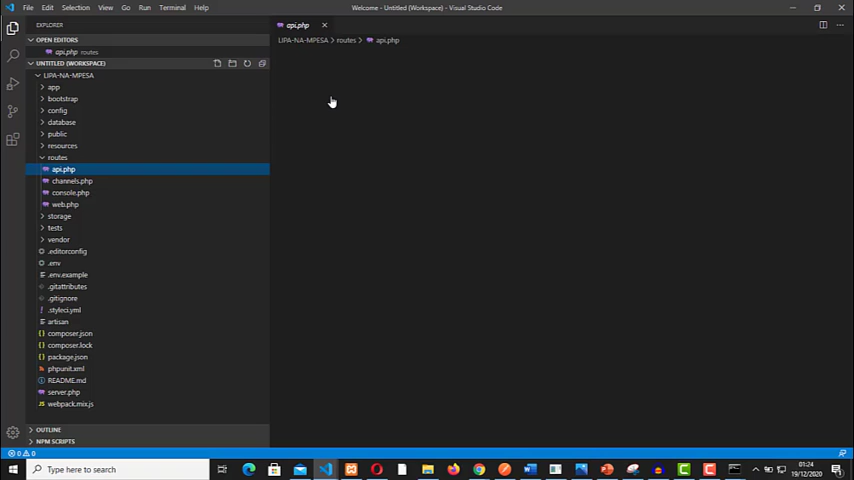 File Edit Selection View Go Run Terminal Help
Welcome - Untitled (Workspace) - Visual Studio Code
EXPLORER
OPEN EDITORS
api.php routes
UNTITLED (WORKSPACE)
LIPA-NA-MPESA
app
bootstrap
config
database
public
resources
routes
api.php
channels.php
console.php
web.php
storage
tests
vendor
.editorconfig
.env
.env.example
.gitattributes
.gitignore
.styleci.yml
artisan
composer.json
composer.lock
package.json
phpunit.xml
README.md
server.php
webpack.mix.js
OUTLINE
NPM SCRIPTS
api.php
LIPA-NA-MPESA > routes > api.php
0 0
Type here to search
01:24
19/12/2020